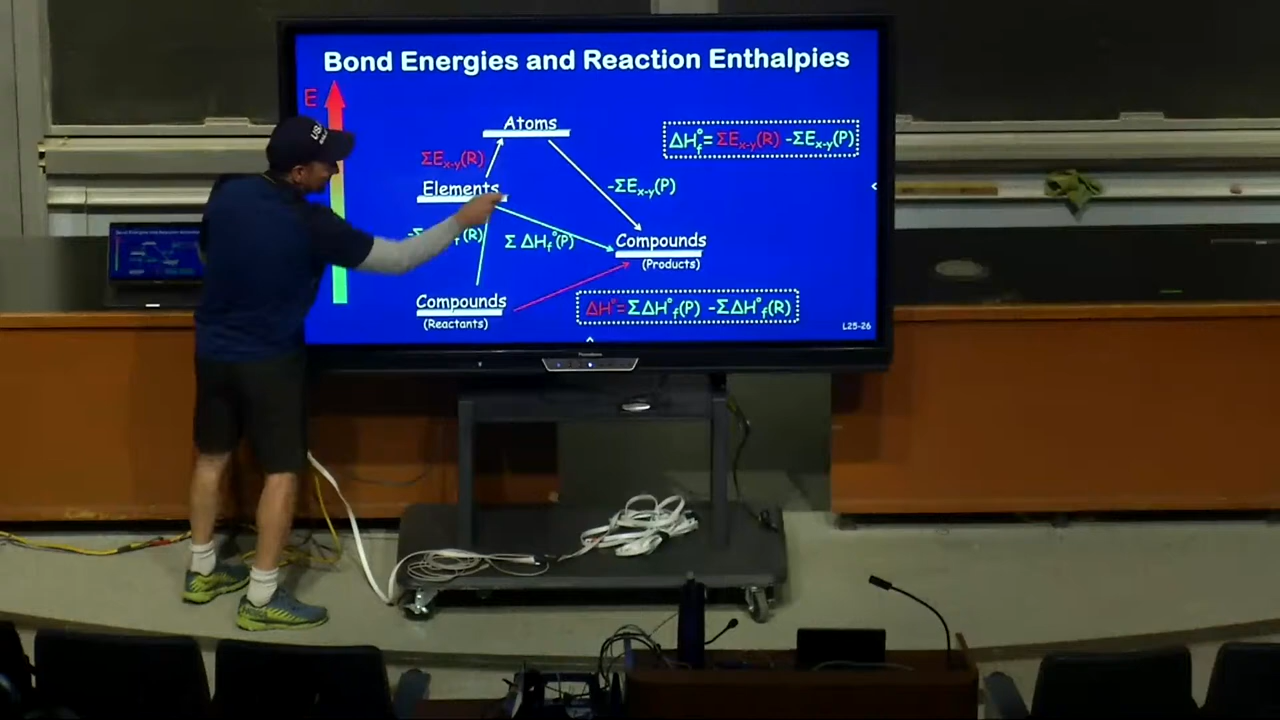 Bond Energies and Reaction Enthalpies
E
Atoms
ΔH°f=ΣEx-y(R) -ΣEx-y(P)
ΣEx-y(R)
Elements
-ΣEx-y(P)
f(R)
Σ ΔH°f(P)
Compounds
(Products)
Compounds
(Reactants)
ΔH°=ΣΔH°f(P) -ΣΔH°f(R)
L25-26